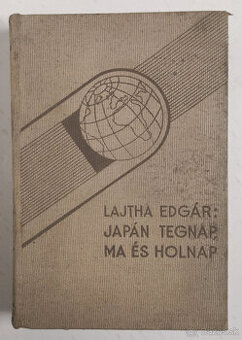 LAJTHA EDGÁR:
JAPÁN TEGNAP,
MA ÉS HOLNAP